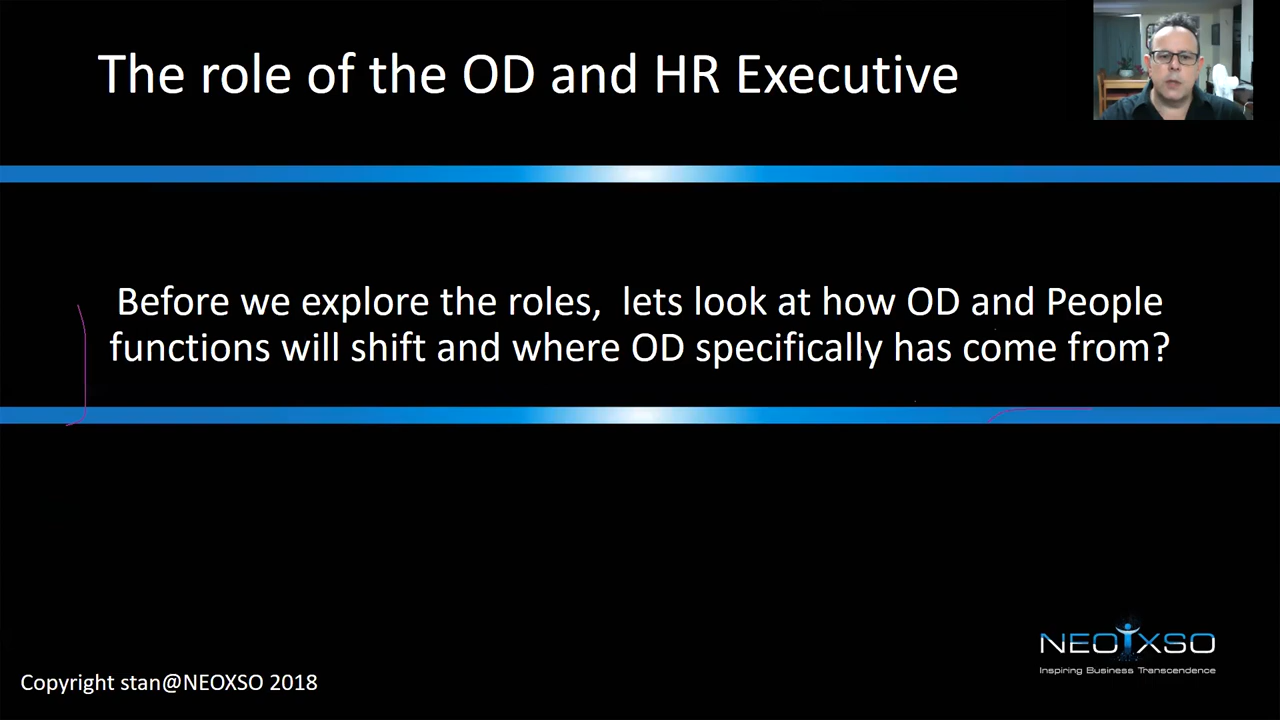 The role of the OD and HR Executive
Before we explore the roles,  lets look at how OD and People
functions will shift and where OD specifically has come from?
NEOXSO
Inspiring Business Transcendence
Copyright stan@NEOXSO 2018